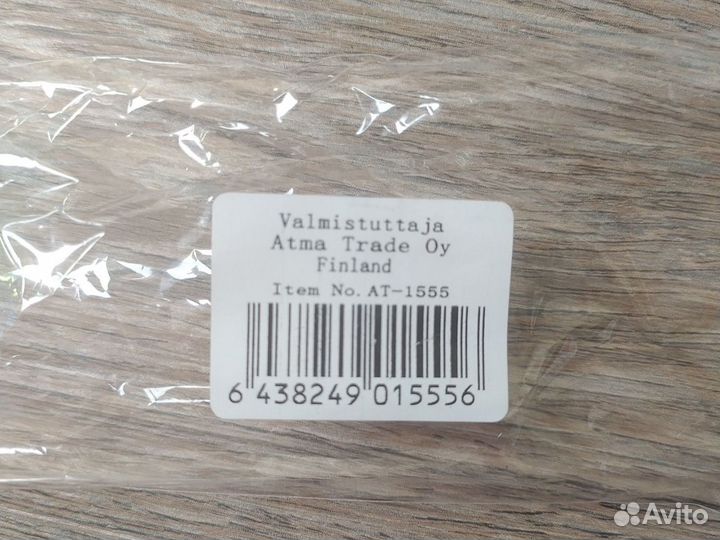 Valmistuttaja
Atma Trade Oy
Finland
Item No. AT-1555
6 438249 015556
Avito